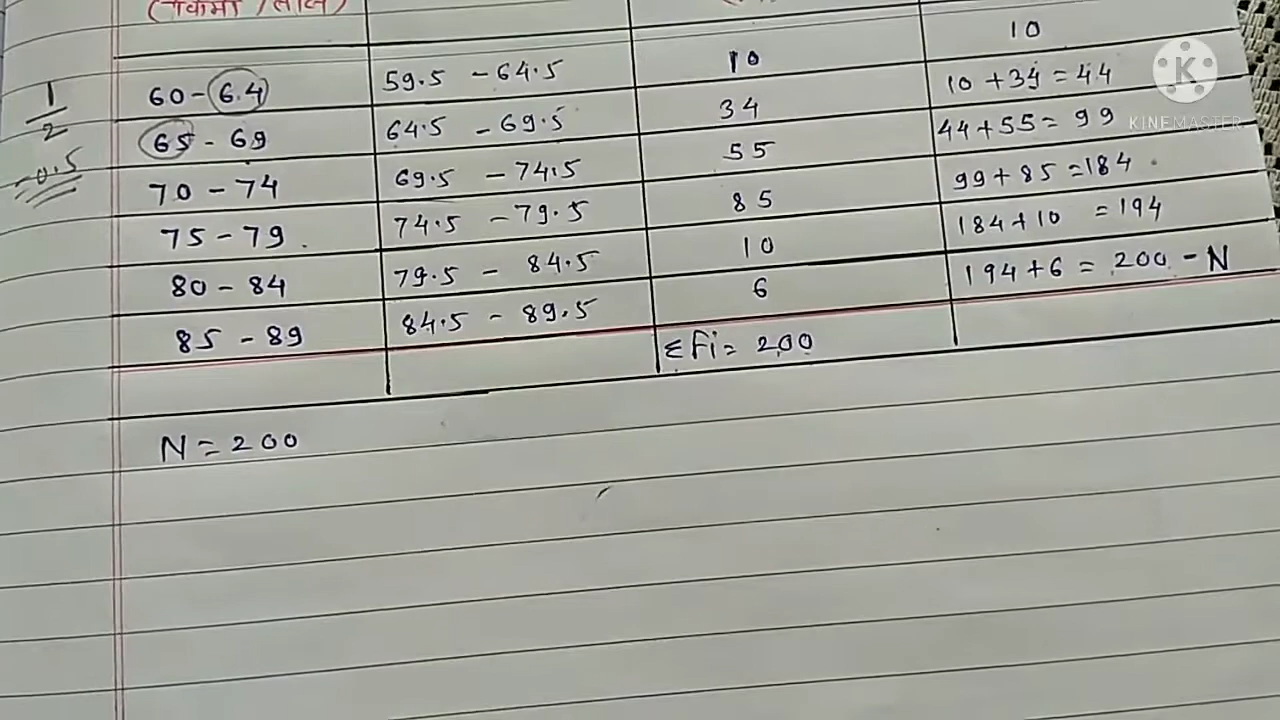 (किमी / तास)
10
60-64 59.5 - 64.5 10 10 + 34 = 44
65 - 69 64.5 - 69.5 34 44 + 55 = 99
70 - 74 69.5 - 74.5 55 99 + 85 = 184
75 - 79 74.5 - 79.5 85 184 + 10 = 194
80 - 84 79.5 - 84.5 10 194 + 6 = 200 - N
85 - 89 84.5 - 89.5 6
Σfi = 200
N = 200
1/2
-0.5
K
KINEMASTER